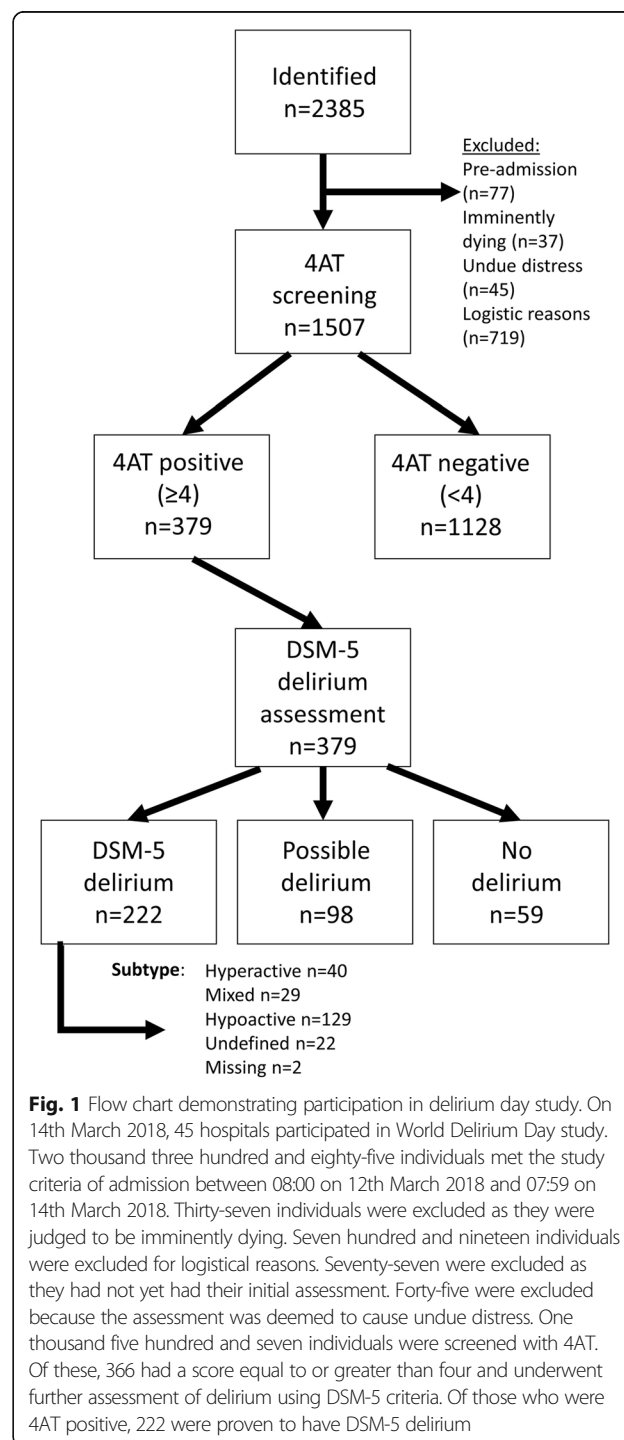 Identified
n=2385
Excluded:
Pre-admission
(n=77)
Imminently
dying (n=37)
Undue distress
(n=45)
Logistic reasons
(n=719)
4AT
screening
n=1507
4AT positive
(≥4)
n=379
4AT negative
(<4)
n=1128
DSM-5
delirium
assessment
n=379
DSM-5
delirium
n=222
Possible
delirium
n=98
No
delirium
n=59
Subtype: Hyperactive n=40
Mixed n=29
Hypoactive n=129
Undefined n=22
Missing n=2
Fig. 1 Flow chart demonstrating participation in delirium day study. On
14th March 2018, 45 hospitals participated in World Delirium Day study.
Two thousand three hundred and eighty-five individuals met the study
criteria of admission between 08:00 on 12th March 2018 and 07:59 on
14th March 2018. Thirty-seven individuals were excluded as they were
judged to be imminently dying. Seven hundred and nineteen individuals
were excluded for logistical reasons. Seventy-seven were excluded as
they had not yet had their initial assessment. Forty-five were excluded
because the assessment was deemed to cause undue distress. One
thousand five hundred and seven individuals were screened with 4AT.
Of these, 366 had a score equal to or greater than four and underwent
further assessment of delirium using DSM-5 criteria. Of those who were
4AT positive, 222 were proven to have DSM-5 delirium